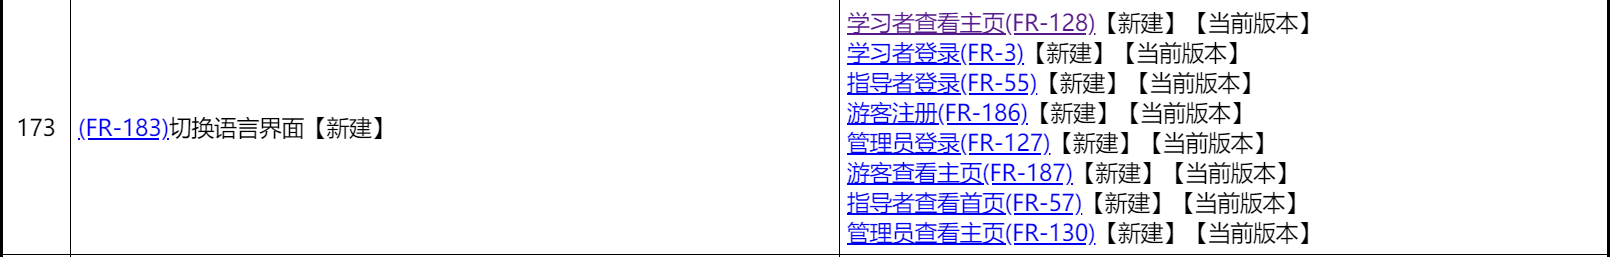 173
(FR-183)切换语言界面【新建】
学习者查看主页(FR-128)【新建】【当前版本】
学习者登录(FR-3)【新建】【当前版本】
指导者登录(FR-55)【新建】【当前版本】
游客注册(FR-186)【新建】【当前版本】
管理员登录(FR-127)【新建】【当前版本】
游客查看主页(FR-187)【新建】【当前版本】
指导者查看首页(FR-57)【新建】【当前版本】
管理员查看主页(FR-130)【新建】【当前版本】